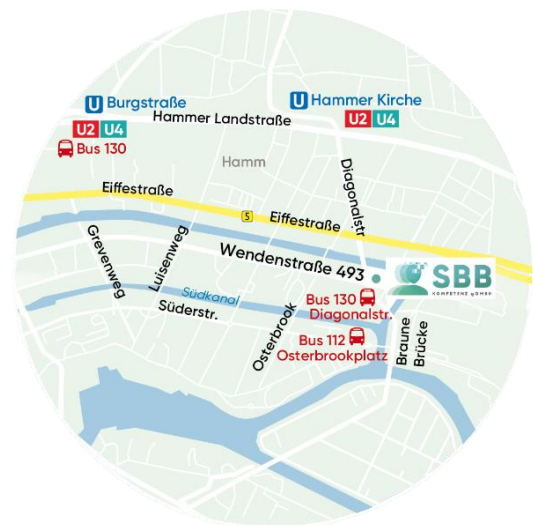 U Burgstraße
U2 U4
Bus 130
U Hammer Kirche
U2 U4
Hammer Landstraße
Hamm
Diagonalstr.
Eiffestraße
5
Eiffestraße
Grevenweg
Luisenweg
Wendenstraße 493
SBB
KOMPETENZ gGMBH
Südkanal
Süderstr.
Bus 130
Diagonalstr.
Osterbrook
Bus 112
Osterbrookplatz
Braune
Brücke